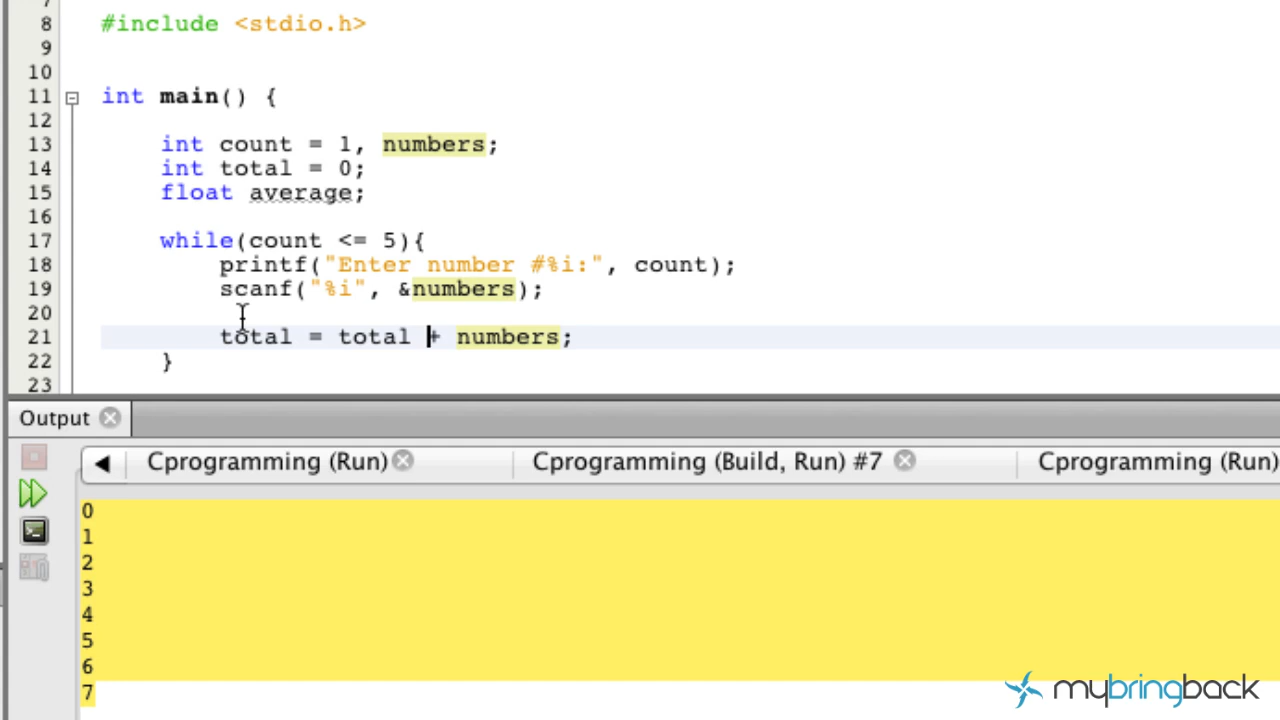 8 #include <stdio.h>
9
10
11 int main() {
12
13 int count = 1, numbers;
14 int total = 0;
15 float average;
16
17 while(count <= 5){
18 printf("Enter number #%i:", count);
19 scanf("%i", &numbers);
20
21 total = total + numbers;
22 }
23
Output
Cprogramming (Run) Cprogramming (Build, Run) #7 Cprogramming (Run)
0
1
2
3
4
5
6
7
mybringback